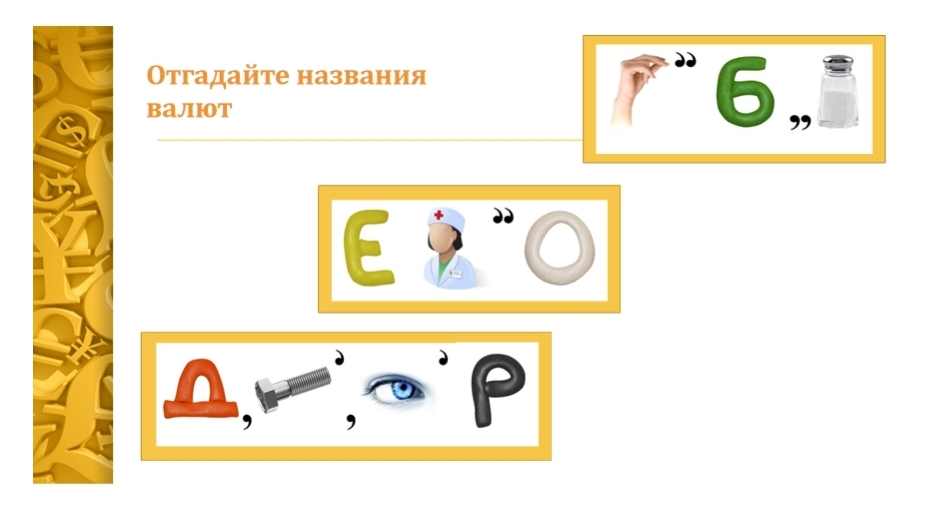 Отгадайте названия
валют
” б ,,
Е ” О
Д , ’ , ’ Р